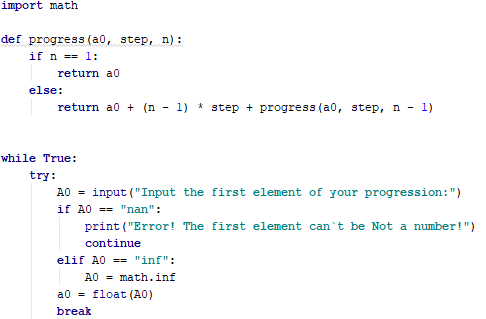 import math
def progress(a0, step, n):
    if n == 1:
        return a0
    else:
        return a0 + (n - 1) * step + progress(a0, step, n - 1)
while True:
    try:
        A0 = input("Input the first element of your progression:")
        if A0 == "nan":
            print("Error! The first element can`t be Not a number!")
            continue
        elif A0 == "inf":
            A0 = math.inf
        a0 = float(A0)
        break